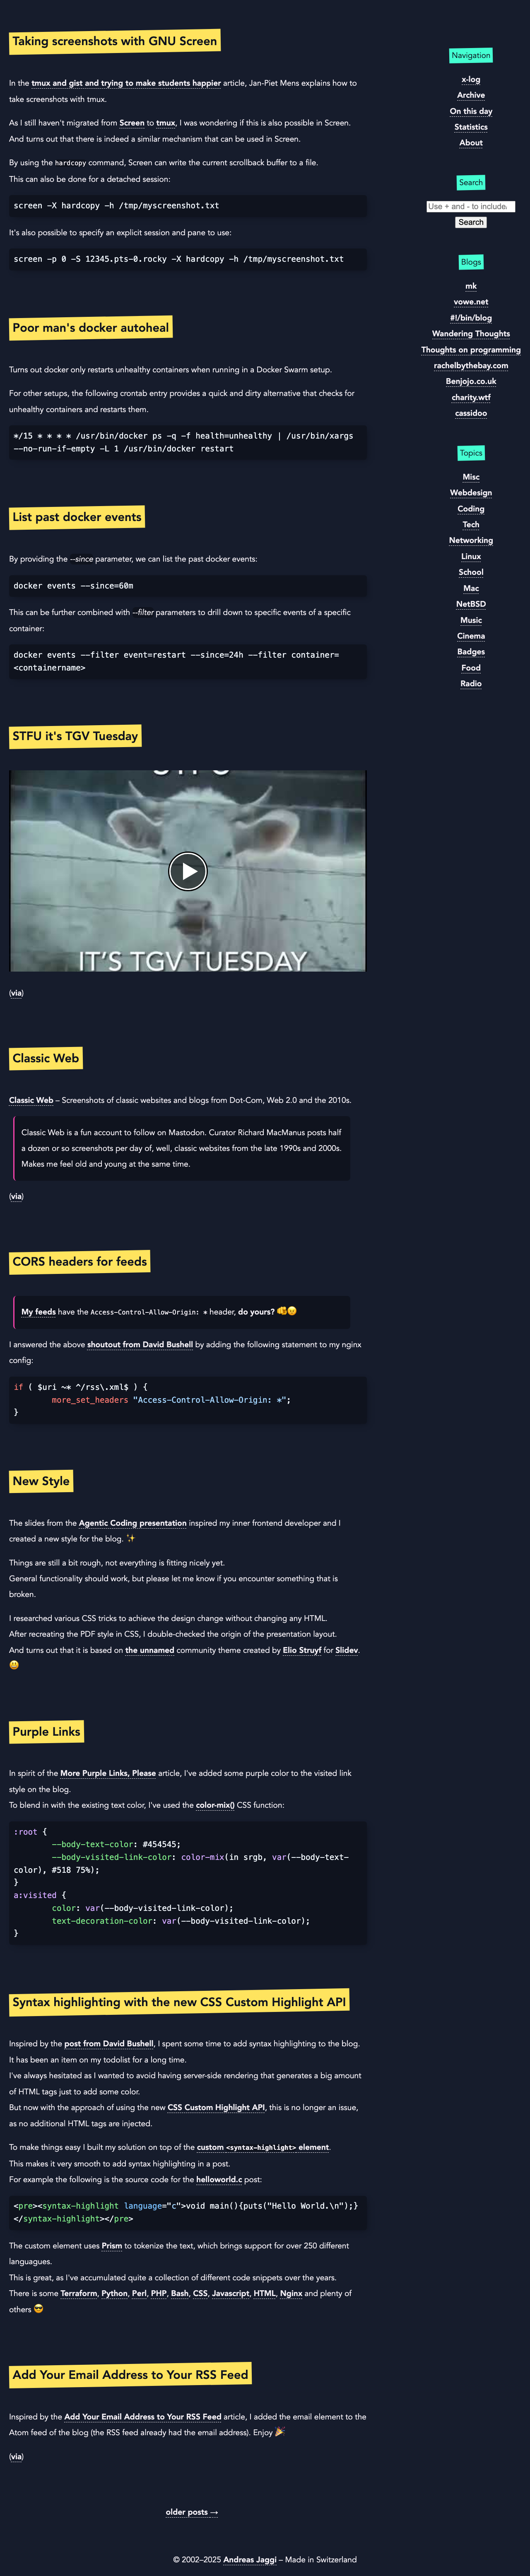 Taking screenshots with GNU Screen
In the tmux and gist and trying to make students happier article, Jan-Piet Mens explains how to
take screenshots with tmux.
As I still haven't migrated from Screen to tmux, I was wondering if this is also possible in Screen.
And turns out that there is indeed a similar mechanism that can be used in Screen.
By using the hardcopy command, Screen can write the current scrollback buffer to a file.
This can also be done for a detached session:
screen -X hardcopy -h /tmp/myscreenshot.txt
It's also possible to specify an explicit session and pane to use:
screen -p 0 -S 12345.pts-0.rocky -X hardcopy -h /tmp/myscreenshot.txt
Poor man's docker autoheal
Turns out docker only restarts unhealthy containers when running in a Docker Swarm setup.
For other setups, the following crontab entry provides a quick and dirty alternative that checks for
unhealthy containers and restarts them.
*/15 * * * * /usr/bin/docker ps -q -f health=unhealthy | /usr/bin/xargs
--no-run-if-empty -L 1 /usr/bin/docker restart
List past docker events
By providing the --since parameter, we can list the past docker events:
docker events --since=60m
This can be further combined with --filter parameters to drill down to specific events of a specific
container:
docker events --filter event=restart --since=24h --filter container=
<containername>
STFU it's TGV Tuesday
STFU
IT'S TGV TUESDAY
(via)
Classic Web
Classic Web – Screenshots of classic websites and blogs from Dot-Com, Web 2.0 and the 2010s.
Classic Web is a fun account to follow on Mastodon. Curator Richard MacManus posts half
a dozen or so screenshots per day of, well, classic websites from the late 1990s and 2000s.
Makes me feel old and young at the same time.
(via)
CORS headers for feeds
My feeds have the Access-Control-Allow-Origin: * header, do yours? 🫵😠
I answered the above shoutout from David Bushell by adding the following statement to my nginx
config:
if ( $uri ~* ^/rss\.xml$ ) {
more_set_headers "Access-Control-Allow-Origin: *";
}
New Style
The slides from the Agentic Coding presentation inspired my inner frontend developer and I
created a new style for the blog. ✨
Things are still a bit rough, not everything is fitting nicely yet.
General functionality should work, but please let me know if you encounter something that is
broken.
I researched various CSS tricks to achieve the design change without changing any HTML.
After recreating the PDF style in CSS, I double-checked the origin of the presentation layout.
And turns out that it is based on the unnamed community theme created by Elio Struyf for Slidev.
😃
Purple Links
In spirit of the More Purple Links, Please article, I've added some purple color to the visited link
style on the blog.
To blend in with the existing text color, I've used the color-mix() CSS function:
:root {
--body-text-color: #454545;
--body-visited-link-color: color-mix(in srgb, var(--body-text-
color), #518 75%);
}
a:visited {
color: var(--body-visited-link-color);
text-decoration-color: var(--body-visited-link-color);
}
Syntax highlighting with the new CSS Custom Highlight API
Inspired by the post from David Bushell, I spent some time to add syntax highlighting to the blog.
It has been an item on my todolist for a long time.
I've always hesitated as I wanted to avoid having server-side rendering that generates a big amount
of HTML tags just to add some color.
But now with the approach of using the new CSS Custom Highlight API, this is no longer an issue,
as no additional HTML tags are injected.
To make things easy I built my solution on top of the custom <syntax-highlight> element.
This makes it very smooth to add syntax highlighting in a post.
For example the following is the source code for the helloworld.c post:
<pre><syntax-highlight language="c">void main(){puts("Hello World.\n");}
</syntax-highlight></pre>
The custom element uses Prism to tokenize the text, which brings support for over 250 different
languagues.
This is great, as I've accumulated quite a collection of different code snippets over the years.
There is some Terraform, Python, Perl, PHP, Bash, CSS, Javascript, HTML, Nginx and plenty of
others 😎
Add Your Email Address to Your RSS Feed
Inspired by the Add Your Email Address to Your RSS Feed article, I added the email element to the
Atom feed of the blog (the RSS feed already had the email address). Enjoy 🎉
(via)
older posts →
© 2002–2025 Andreas Jaggi – Made in Switzerland
Navigation
x-log
Archive
On this day
Statistics
About
Search
Use + and - to include
Search
Blogs
mk
vowe.net
#!/bin/blog
Wandering Thoughts
Thoughts on programming
rachelbythebay.com
Benjojo.co.uk
charity.wtf
cassidoo
Topics
Misc
Webdesign
Coding
Tech
Networking
Linux
School
Mac
NetBSD
Music
Cinema
Badges
Food
Radio